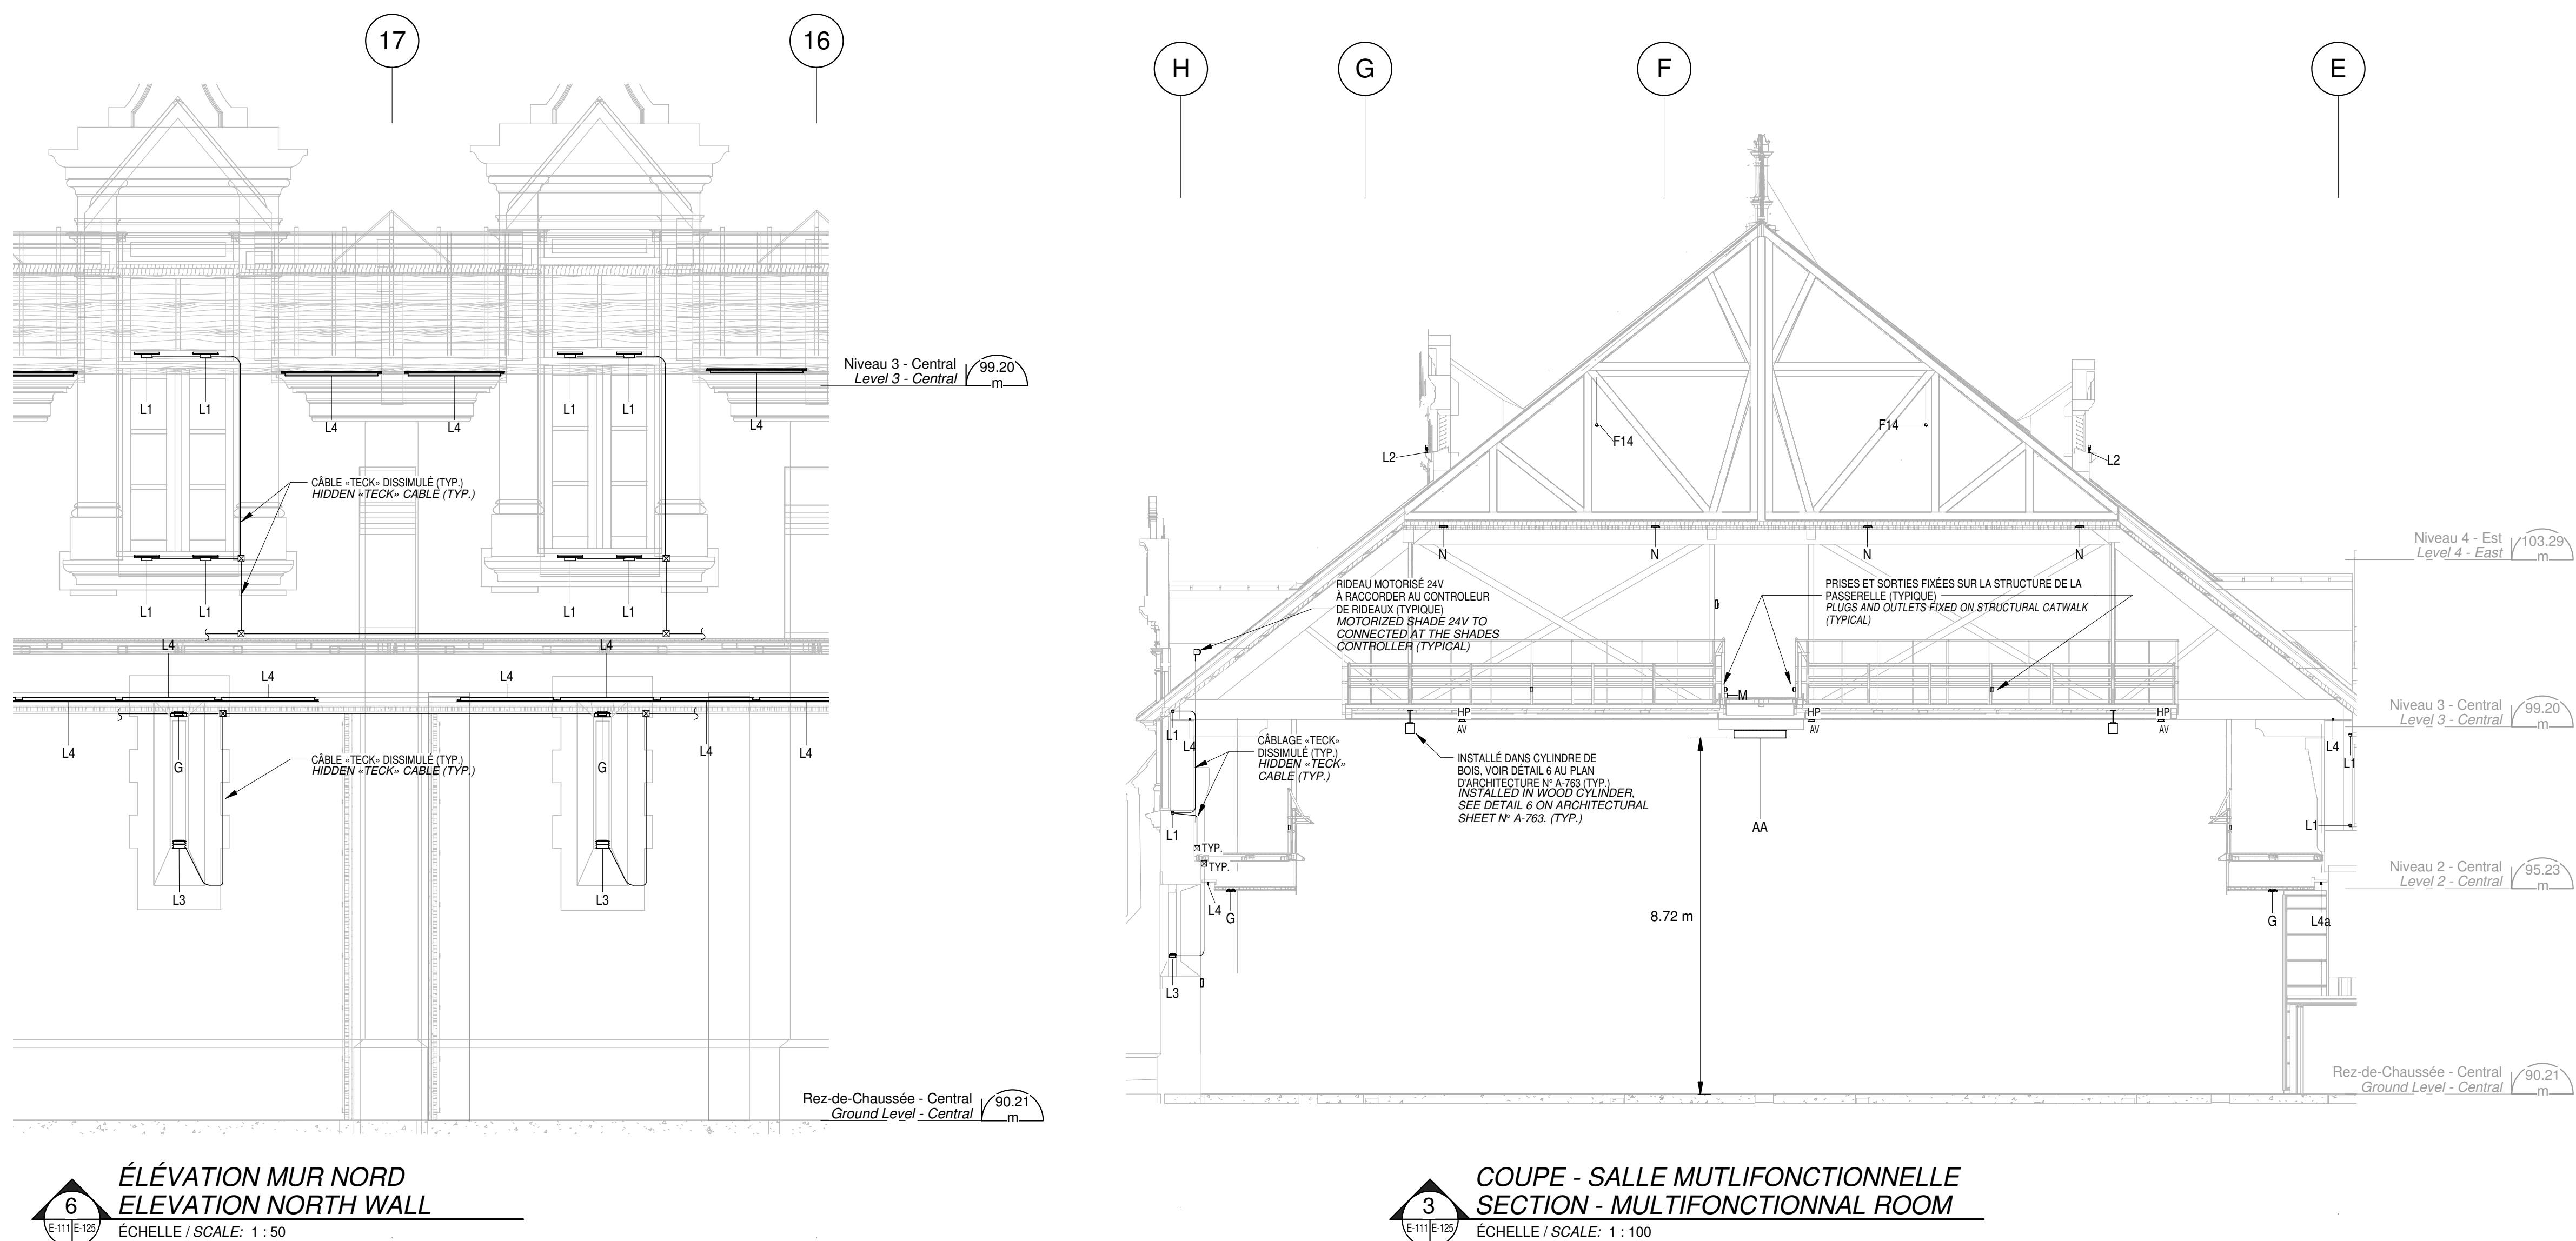 17
16
Niveau 3 - Central
Level 3 - Central
99.20
m
L1
L1
L1
L1
L4
L4
L4
CÂBLE «TECK» DISSIMULÉ (TYP.)
HIDDEN «TECK» CABLE (TYP.)
L1
L1
L1
L1
L4
L4
L4
L4
L4
L4
L4
G
G
CÂBLE «TECK» DISSIMULÉ (TYP.)
HIDDEN «TECK» CABLE (TYP.)
L3
L3
Rez-de-Chaussée - Central
Ground Level - Central
90.21
m
6
E-111
E-125
ÉLÉVATION MUR NORD
ELEVATION NORTH WALL
ÉCHELLE / SCALE: 1 : 50
H
G
F
E
F14
F14
L2
L2
N
N
N
N
Niveau 4 - Est
Level 4 - East
103.29
m
RIDEAU MOTORISÉ 24V
À RACCORDER AU CONTROLEUR
DE RIDEAUX (TYPIQUE)
MOTORIZED SHADE 24V TO
CONNECTED AT THE SHADES
CONTROLLER (TYPICAL)
PRISES ET SORTIES FIXÉES SUR LA STRUCTURE DE LA
PASSERELLE (TYPIQUE)
PLUGS AND OUTLETS FIXED ON STRUCTURAL CATWALK
(TYPICAL)
M
HP
AV
HP
AV
HP
AV
Niveau 3 - Central
Level 3 - Central
99.20
m
L1
L4
L4
L1
CÂBLAGE «TECK»
DISSIMULÉ (TYP.)
HIDDEN «TECK»
CABLE (TYP.)
INSTALLÉ DANS CYLINDRE DE
BOIS, VOIR DÉTAIL 6 AU PLAN
D'ARCHITECTURE N° A-763 (TYP.)
INSTALLED IN WOOD CYLINDER,
SEE DETAIL 6 ON ARCHITECTURAL
SHEET N° A-763. (TYP.)
AA
L1
L1
TYP.
TYP.
Niveau 2 - Central
Level 2 - Central
95.23
m
L4
G
8.72 m
G
L4a
L3
Rez-de-Chaussée - Central
Ground Level - Central
90.21
m
3
E-111
E-125
COUPE - SALLE MUTLIFONCTIONNELLE
SECTION - MULTIFONCTIONNAL ROOM
ÉCHELLE / SCALE: 1 : 100